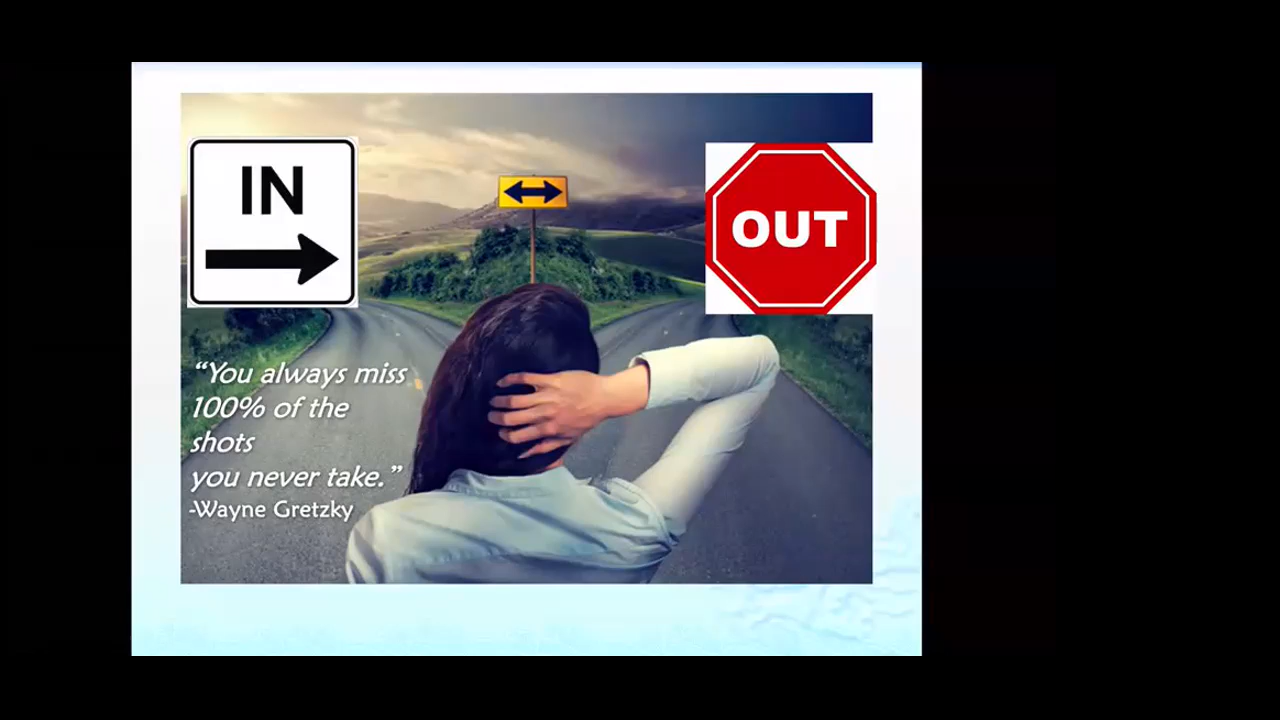 IN
OUT
“You always miss
100% of the
shots
you never take.”
-Wayne Gretzky